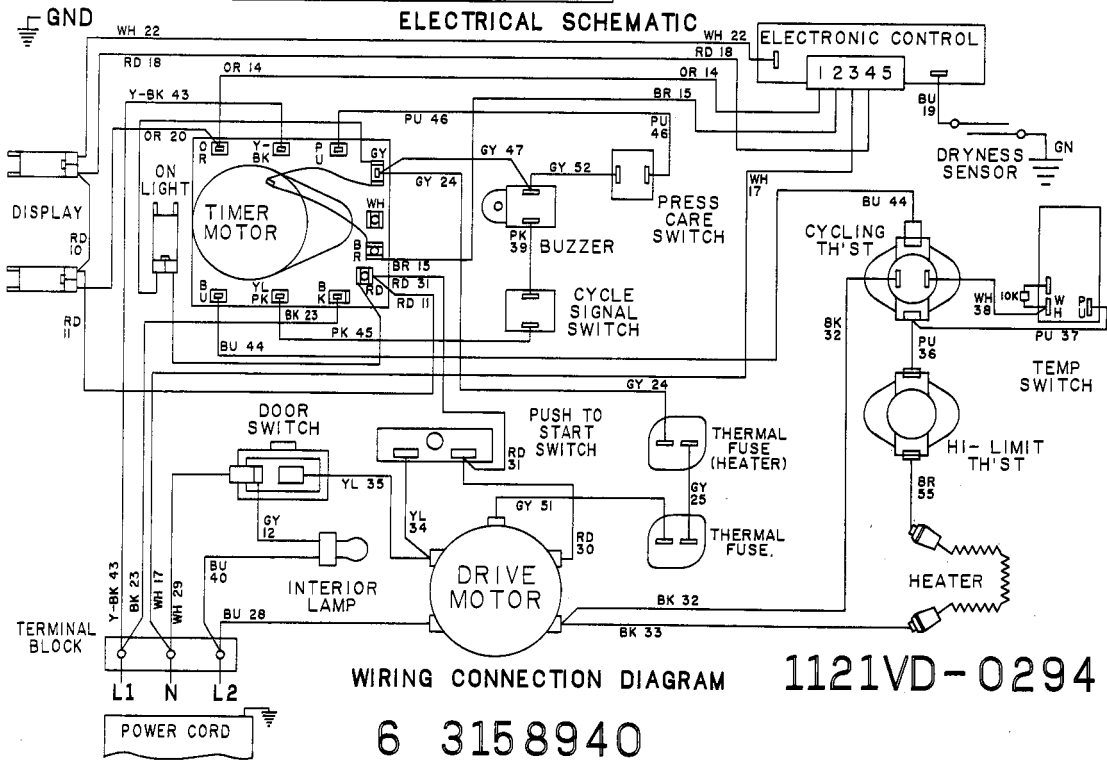 GND
ELECTRICAL SCHEMATIC
WH 22
WH 22
RD 18
RD 18
ELECTRONIC CONTROL
1 2 3 4 5
OR 14
OR 14
Y-BK 43
BR 15
BU 19
OR 20
PU 46
PU 46
GN
DRYNESS SENSOR
OR
Y-BK
PU
GY
GY 47
GY 52
GY 24
WH 17
ON LIGHT
TIMER MOTOR
WH
BR
DISPLAY
PRESS CARE SWITCH
BU 44
CYCLING TH'ST
PK 39
BUZZER
RD 10
BR 15
RD 31
RD 11
RD
BU
YL PK
BK
BK 23
CYCLE SIGNAL SWITCH
WH 38
10K
WH
PU
BK 32
PU 37
RD 11
PK 45
BU 44
PU 36
TEMP SWITCH
GY 24
DOOR SWITCH
PUSH TO START SWITCH
RD 31
THERMAL FUSE (HEATER)
HI-LIMIT TH'ST
YL 35
GY 25
BR 55
GY 51
GY 12
YL 34
RD 30
THERMAL FUSE.
BU 40
INTERIOR LAMP
DRIVE MOTOR
HEATER
Y-BK 43
BK 23
WH 17
WH 29
BU 28
BK 32
BK 33
TERMINAL BLOCK
L1 N L2
WIRING CONNECTION DIAGRAM
1121VD-0294
POWER CORD
6 3158940